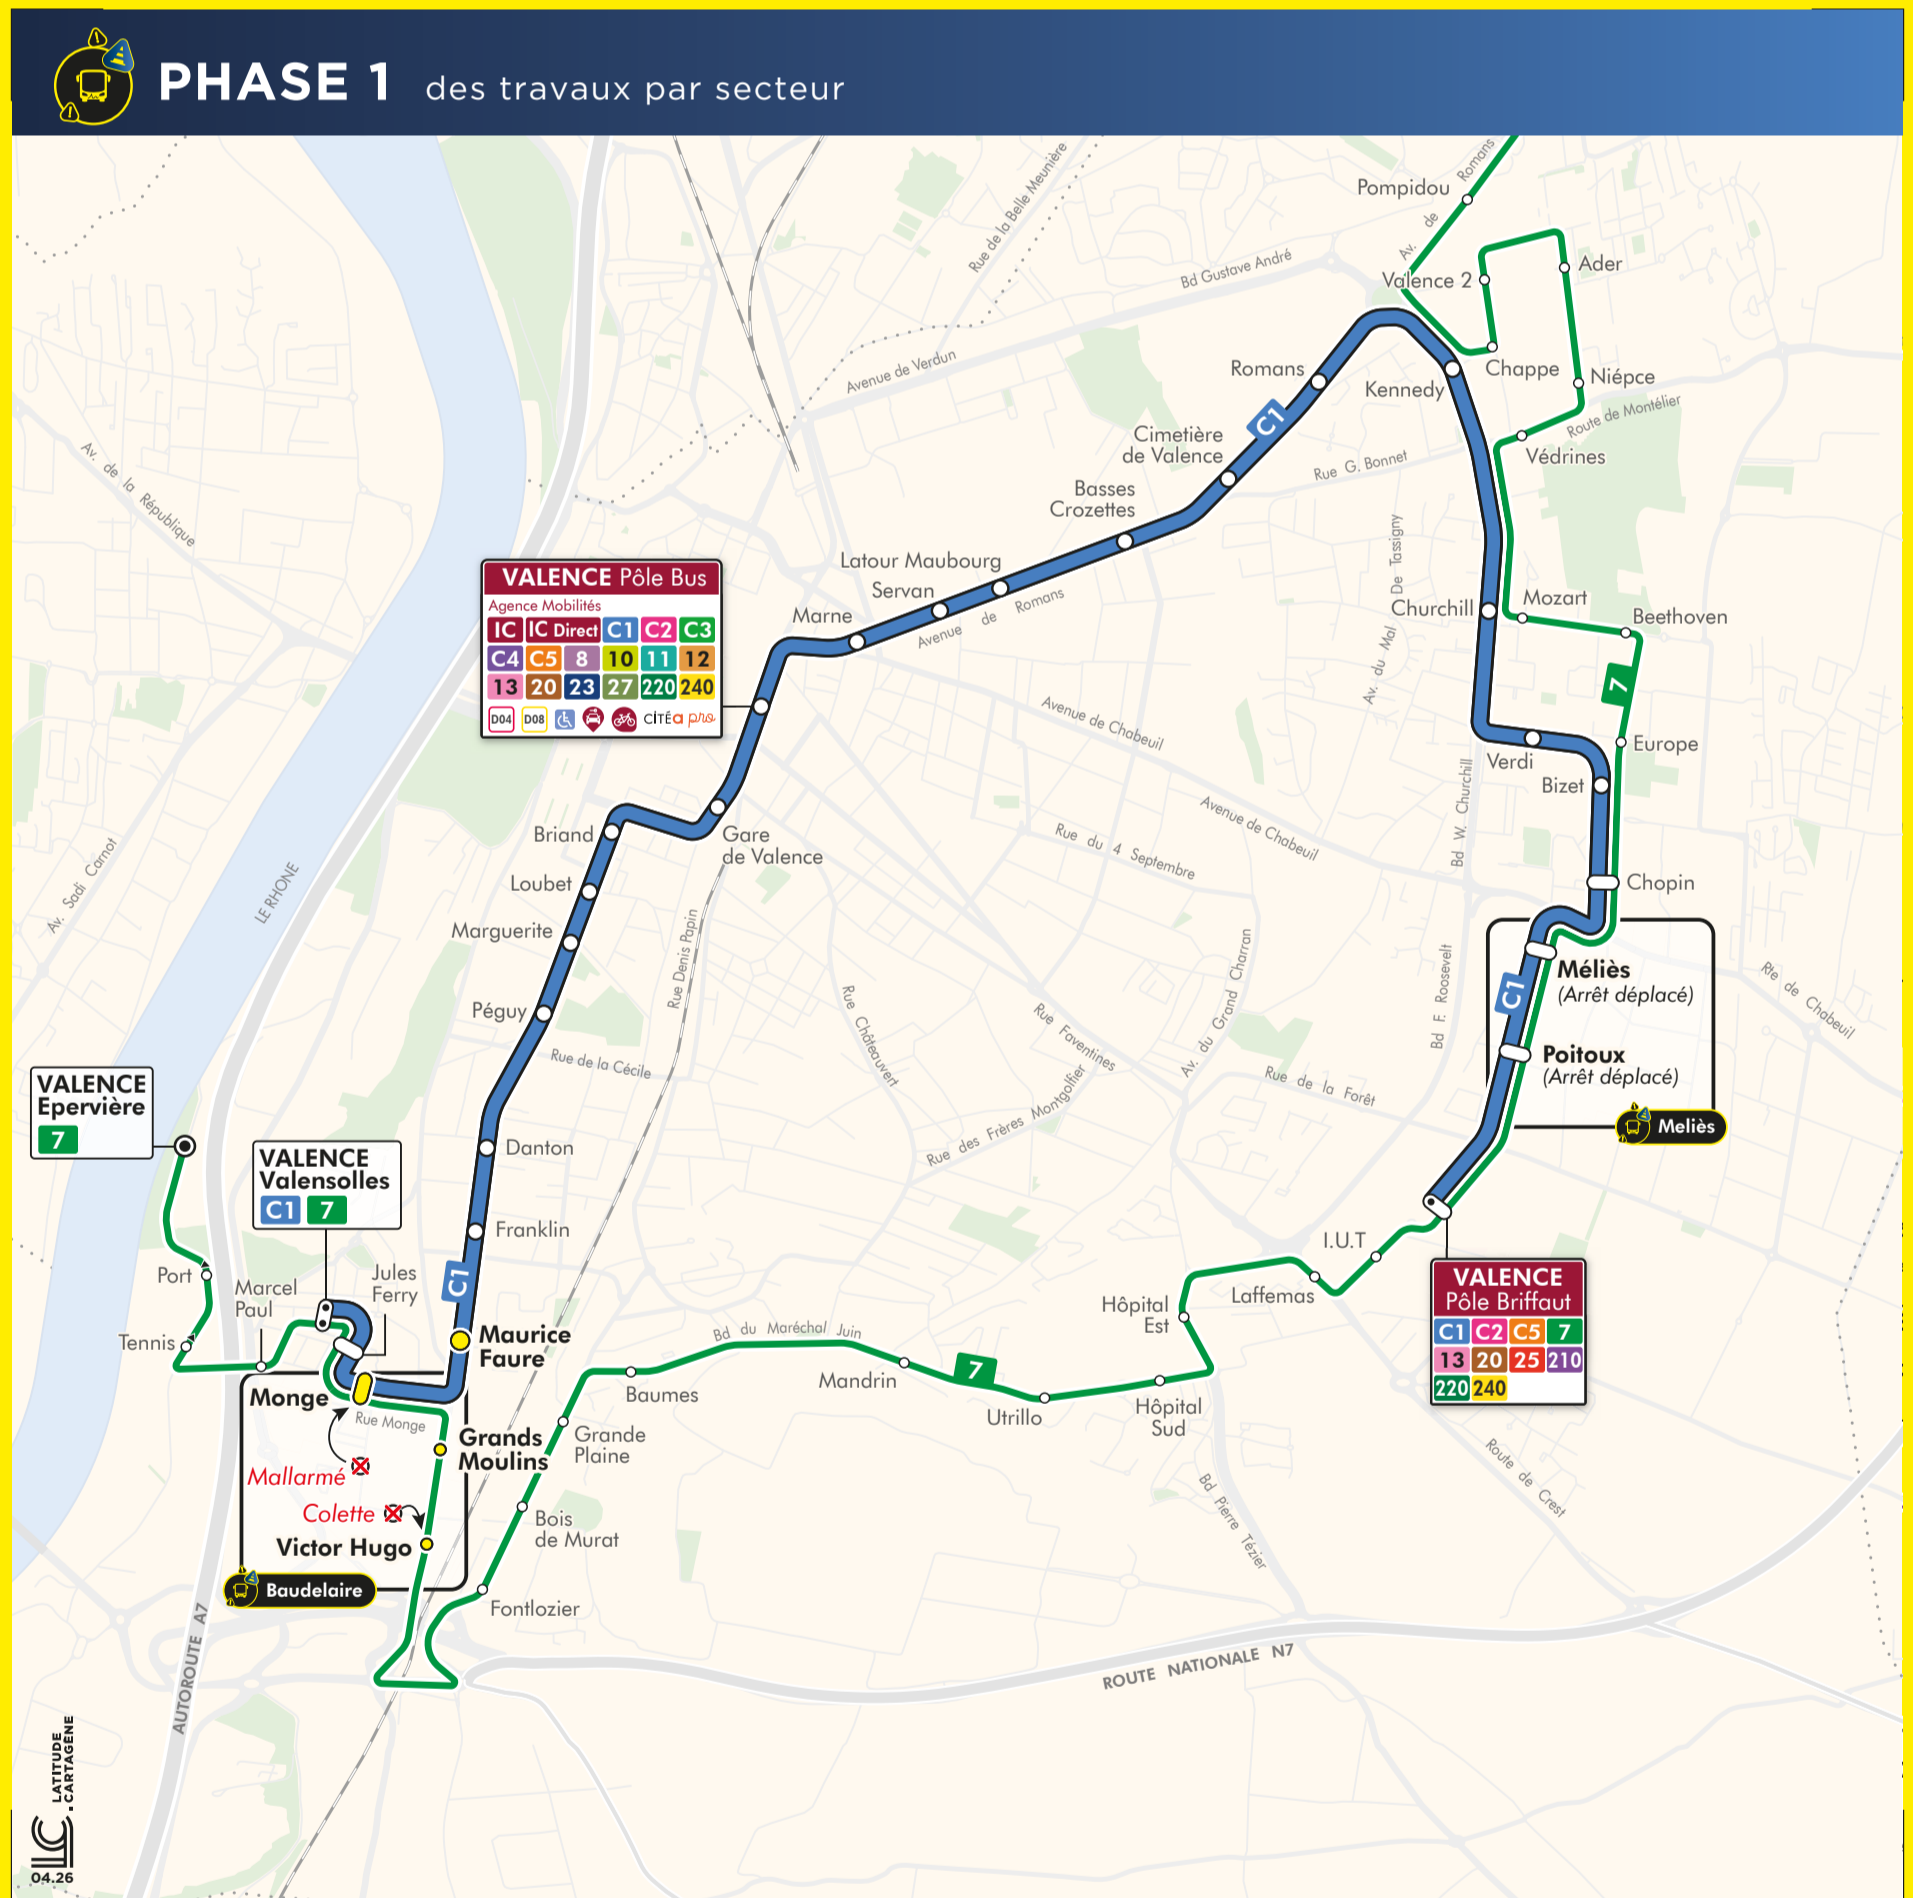 PHASE 1 des travaux par secteur
Pompidou
Av. de Romans
Valence 2
Ader
Rue de la Belle Meunière
Bd Gustave André
Avenue de Verdun
Romans
Kennedy
Chappe
Niépce
Route de Montélier
C1
Cimetière
de Valence
Védrines
Rue G. Bonnet
Basses
Crozettes
Av. de la République
Av. du Mal De Tassigny
Latour Maubourg
Servan
Marne
Avenue de Romans
Churchill
Mozart
Beethoven
VALENCE Pôle Bus
Agence Mobilités
IC IC Direct C1 C2 C3
C4 C5 8 10 11 12
13 20 23 27 220 240
D04 D08 CITÉA pro
7
Avenue de Chabeuil
Europe
Verdi
Bizet
Bd W. Churchill
Avenue de Chabeuil
Briand
Gare
de Valence
Rue du 4 Septembre
Loubet
Chopin
Av. Sadi Carnot
LE RHONE
Marguerite
Rue Denis Papin
Av. du Grand Charran
Bd F. Roosevelt
C1
Méliès
(Arrêt déplacé)
Rte de Chabeuil
Péguy
Rue Châteauvert
Rue Faventines
Poitoux
(Arrêt déplacé)
Rue de la Cécile
Rue de la Forêt
Meliès
VALENCE
Epervière
7
Rue des Frères Montgolfier
Danton
VALENCE
Valensolles
C1 7
Franklin
I.U.T
Port
Marcel
Paul
Jules
Ferry
C1
Laffemas
VALENCE
Pôle Briffaut
C1 C2 C5 7
13 20 25 210
220 240
Hôpital
Est
Tennis
Maurice
Faure
Bd du Maréchal Juin
Mandrin
7
Baumes
Monge
Rue Monge
Utrillo
Hôpital
Sud
Grands
Moulins
Grande
Plaine
Mallarmé
Colette
Victor Hugo
Bois
de Murat
Route de Crest
Bd Pierre Tézier
Baudelaire
Fontlozier
AUTOROUTE A7
ROUTE NATIONALE N7
LATITUDE
.CARTAGÈNE
LC
04.26